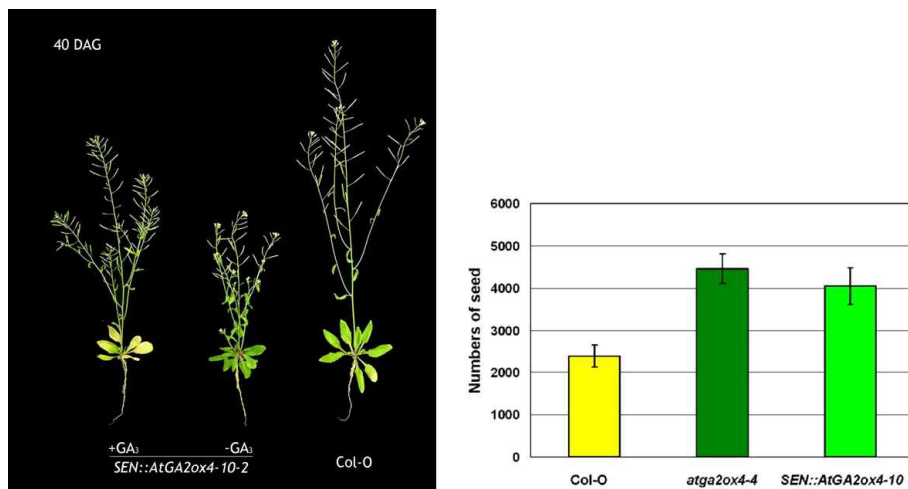 40 DAG
+GA₃ -GA₃
SEN::AtGA2ox4-10-2
Col-O
Numbers of seed
6000
5000
4000
3000
2000
1000
0
Col-O atga2ox4-4 SEN::AtGA2ox4-10